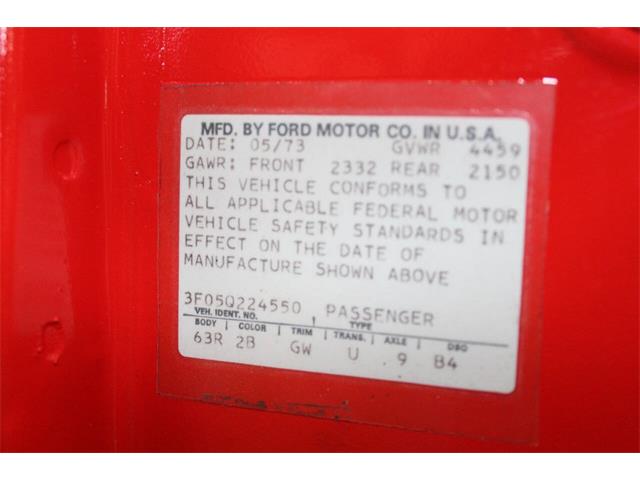 MFD. BY FORD MOTOR CO. IN U.S.A.
DATE: 05/73 GVWR 4459
GAWR: FRONT 2332 REAR 2150
THIS VEHICLE CONFORMS TO
ALL APPLICABLE FEDERAL MOTOR
VEHICLE SAFETY STANDARDS IN
EFFECT ON THE DATE OF
MANUFACTURE SHOWN ABOVE
3F05Q224550 PASSENGER
VEH. IDENT. NO. TYPE
BODY COLOR TRIM TRANS. AXLE DSO
63R 2B GW U 9 B4